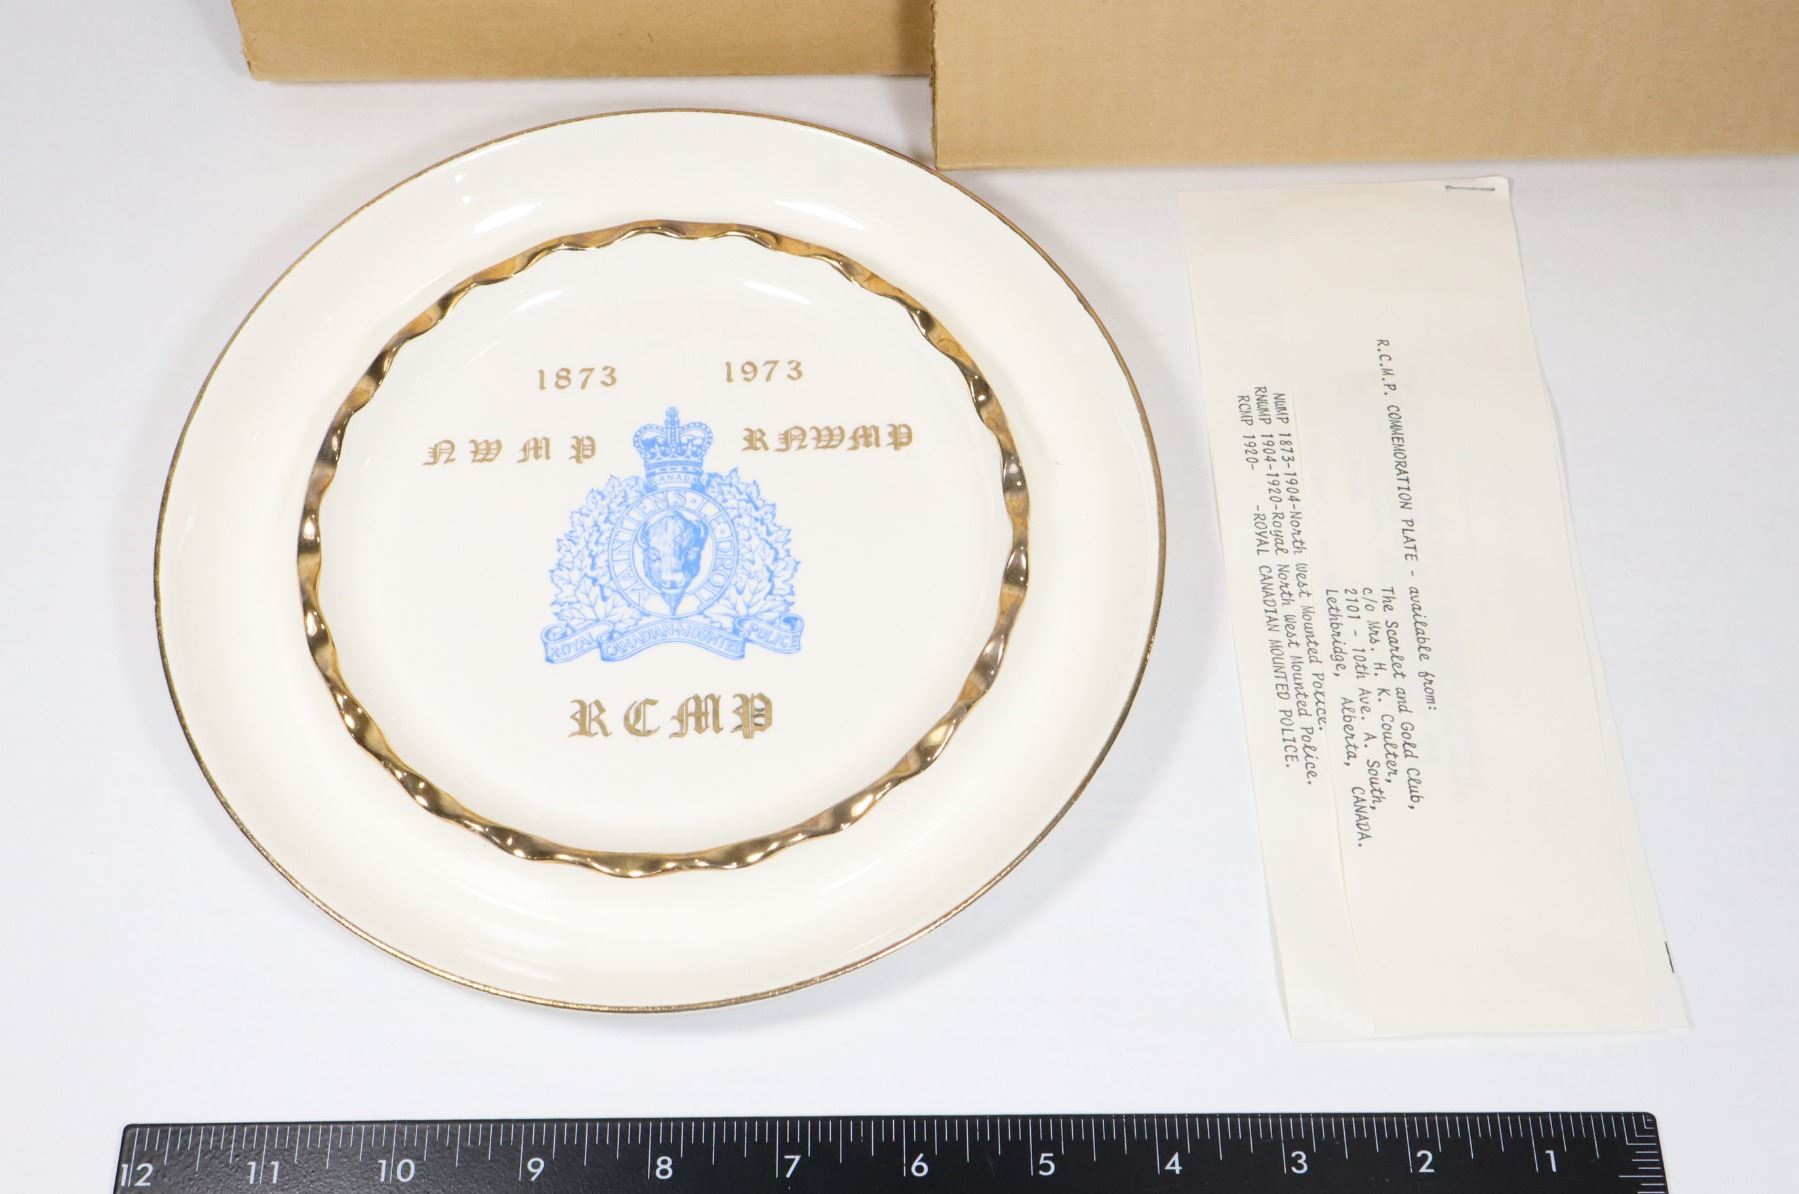 1873 1973
N W M P RNWMP
CANADA
MAINTIENS·LE·DROIT
ROYAL CANADIAN·MOUNTED POLICE
R C M P
R.C.M.P. COMMEMORATION PLATE - available from:
The Scarlet and Gold Club,
c/o Mrs. H. K. Coulter,
2101 - 10th Ave. A. South,
Lethbridge, Alberta, CANADA.
NWMP 1873-1904-North West Mounted Police.
RNWMP 1904-1920-Royal North West Mounted Police.
RCMP 1920- -ROYAL CANADIAN MOUNTED POLICE.
12 11 10 9 8 7 6 5 4 3 2 1